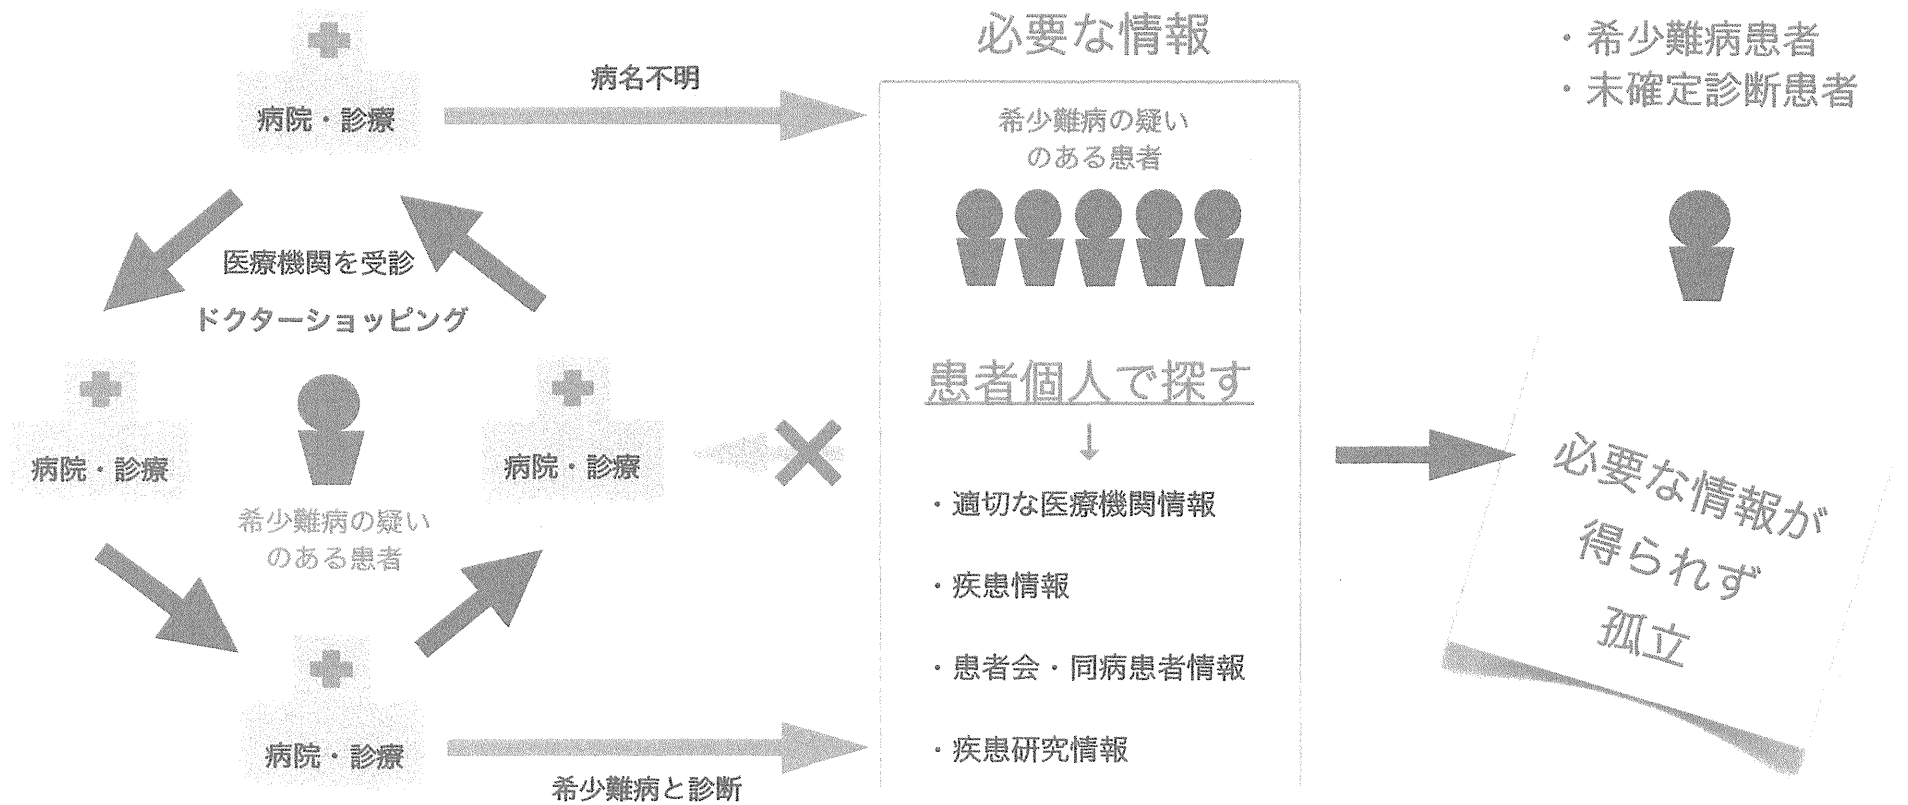 病院・診療
病名不明
医療機関を受診
ドクターショッピング
病院・診療
病院・診療
希少難病の疑い
のある患者
病院・診療
希少難病と診断
必要な情報
希少難病の疑い
のある患者
患者個人で探す
↓
・適切な医療機関情報
・疾患情報
・患者会・同病患者情報
・疾患研究情報
・希少難病患者
・未確定診断患者
必要な情報が
得られず
孤立